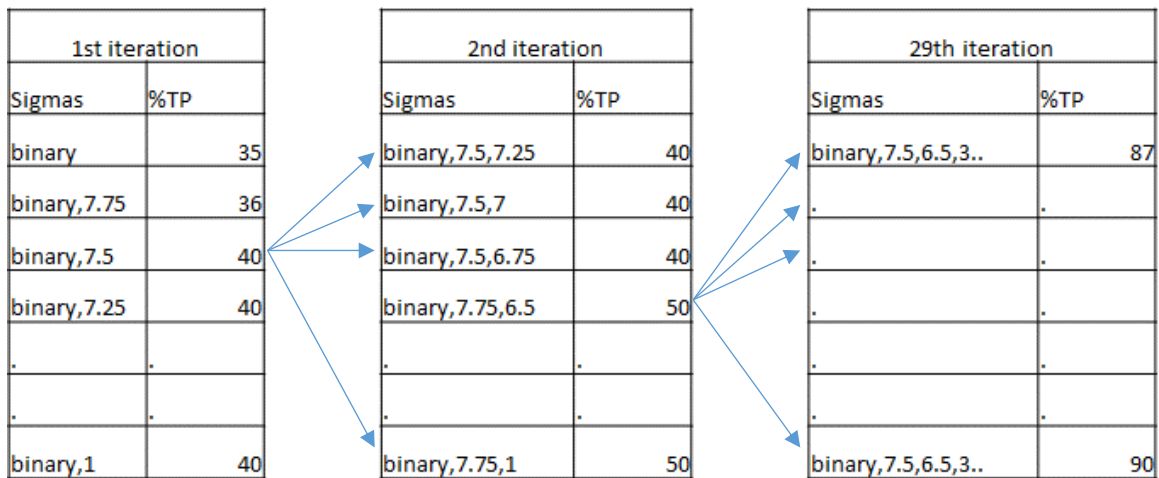 1st iteration
Sigmas %TP
binary 35
binary,7.75 36
binary,7.5 40
binary,7.25 40
. .
. .
binary,1 40
2nd iteration
Sigmas %TP
binary,7.5,7.25 40
binary,7.5,7 40
binary,7.5,6.75 40
binary,7.75,6.5 50
. .
. .
binary,7.75,1 50
29th iteration
Sigmas %TP
binary,7.5,6.5,3.. 87
. .
. .
. .
. .
. .
binary,7.5,6.5,3.. 90